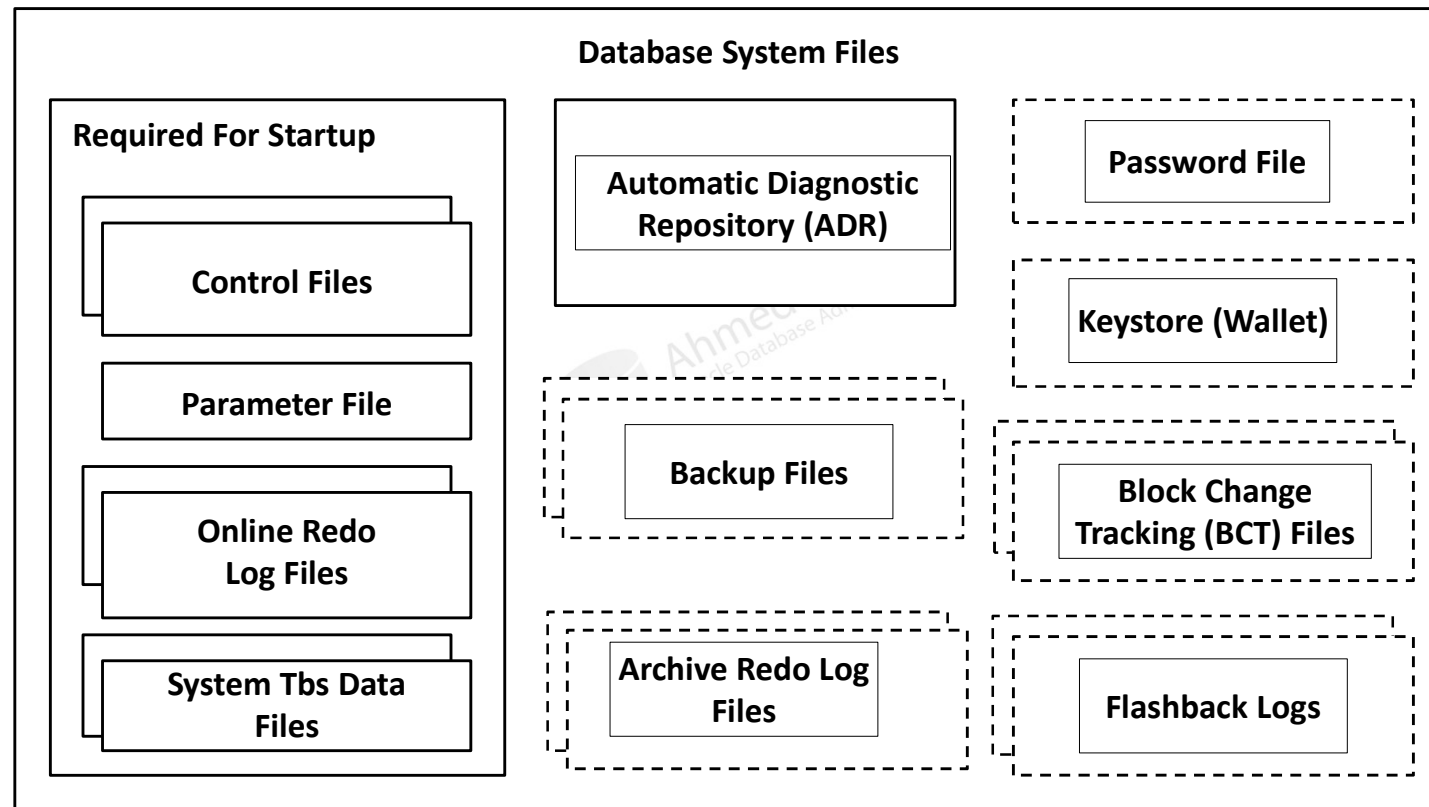 Database System Files
Required For Startup
Control Files
Parameter File
Online Redo
Log Files
System Tbs Data
Files
Automatic Diagnostic
Repository (ADR)
Backup Files
Archive Redo Log
Files
Password File
Keystore (Wallet)
Block Change
Tracking (BCT) Files
Flashback Logs
Ahmed
Database